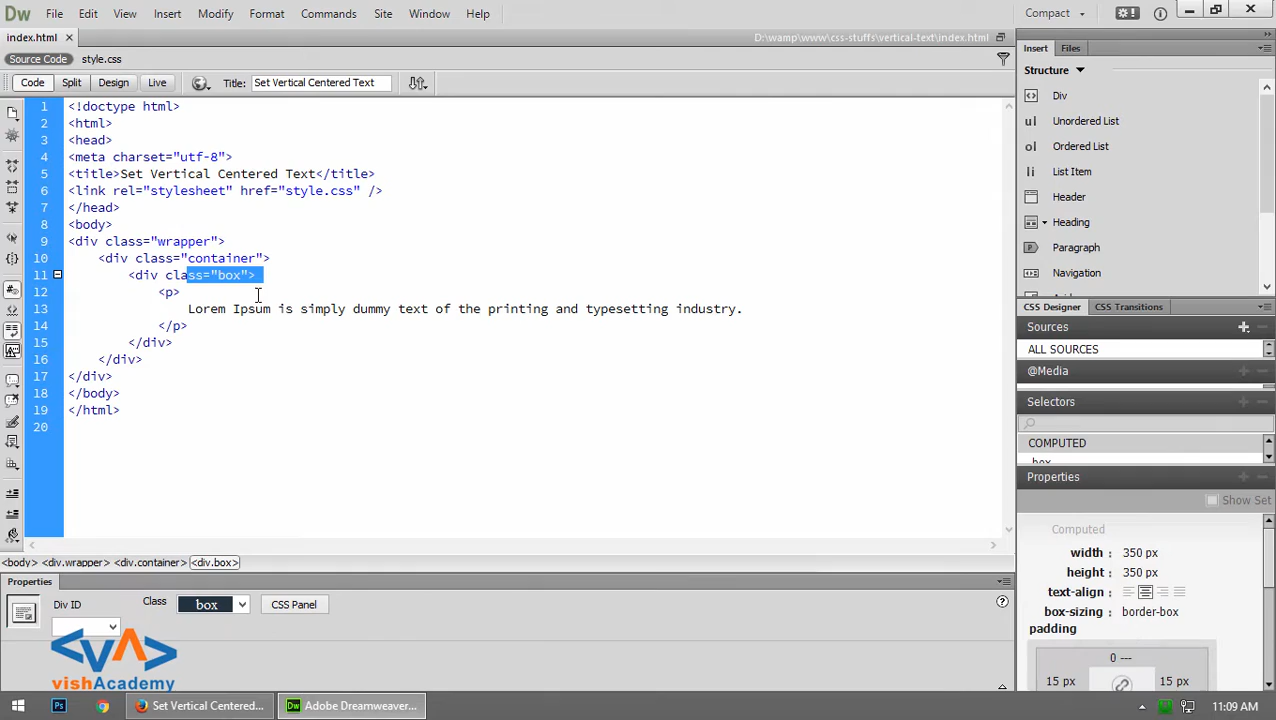 Dw File Edit View Insert Modify Format Commands Site Window Help Compact
index.html × D:\wamp\www\css-stuffs\vertical-text\index.html Insert Files
Source Code style.css Structure
Code Split Design Live Title: Set Vertical Centered Text
1 <!doctype html> Div
2 <html> ul Unordered List
3 <head> ol Ordered List
4 <meta charset="utf-8"> li List Item
5 <title>Set Vertical Centered Text</title> Header
6 <link rel="stylesheet" href="style.css" /> Heading
7 </head> Paragraph
8 <body> Navigation
9 <div class="wrapper">
10 <div class="container">
11 <div class="box">
12 <p>
13 Lorem Ipsum is simply dummy text of the printing and typesetting industry.
14 </p>
15 </div>
16 </div>
17 </div>
18 </body>
19 </html>
20
CSS Designer CSS Transitions
Sources
ALL SOURCES
@Media
Selectors
COMPUTED
Properties
Show Set
Computed
width : 350 px
height : 350 px
text-align :
box-sizing : border-box
padding
0 ---
15 px 15 px
<body> <div.wrapper> <div.container> <div.box>
Properties
Div ID Class box CSS Panel
<VA>
vishAcademy
Ps Set Vertical Centered... Dw Adobe Dreamweaver... 11:09 AM